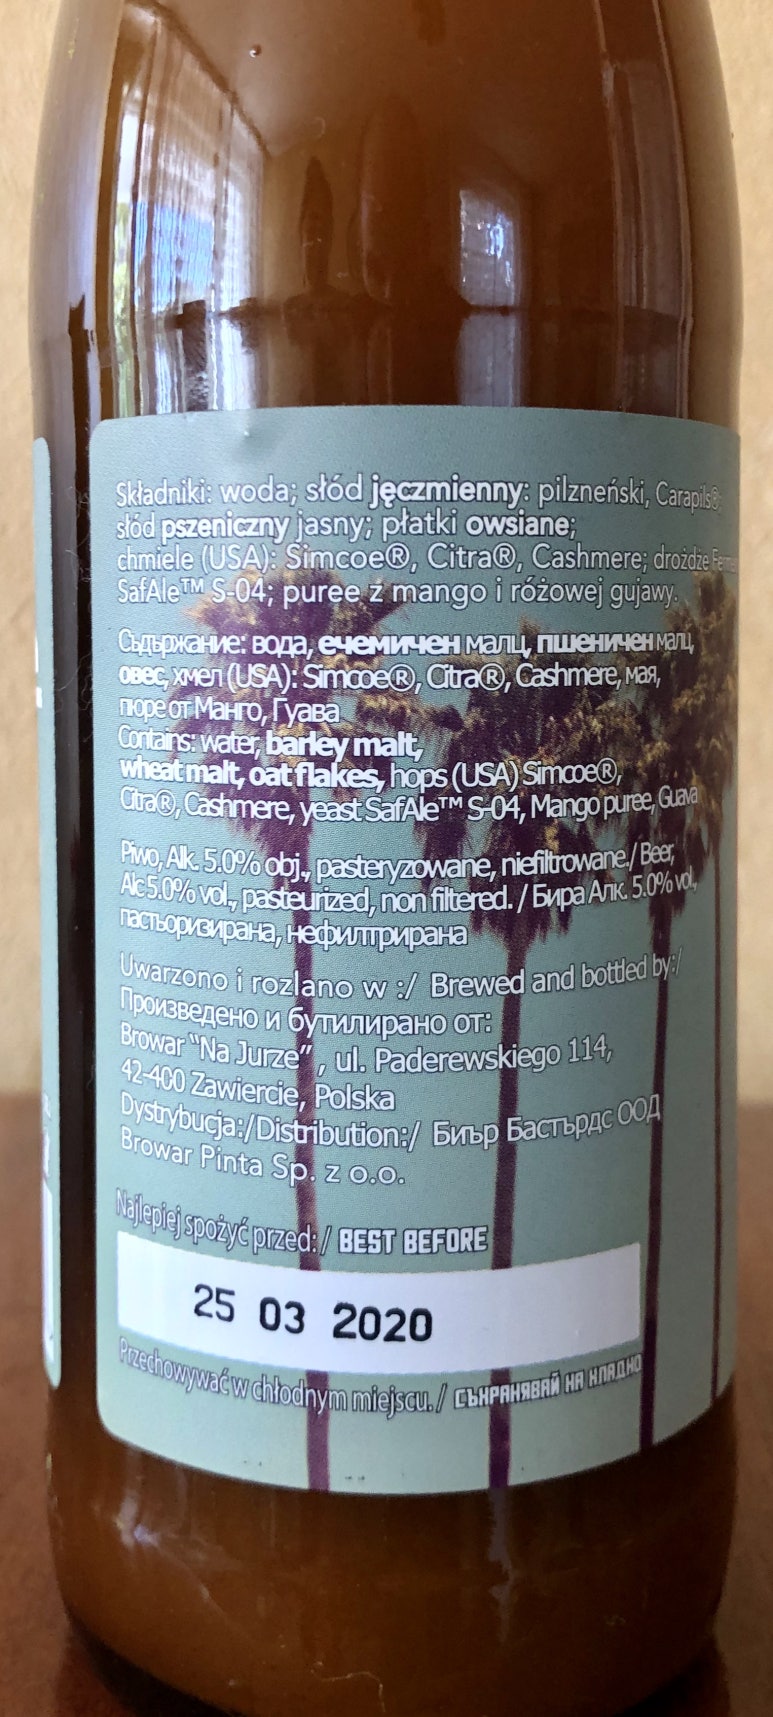 Składniki: woda; słód jęczmienny: pilzneński, Carapils®;
słód pszeniczny jasny; płatki owsiane;
chmiele (USA): Simcoe®, Citra®, Cashmere; drożdże
SafAle™ S-04; puree z mango i różowej gujawy.
Съдържание: вода, ечемичен малц, пшеничен малц,
овес, хмел (USA): Simcoe®, Citra®, Cashmere, мая,
пюре от Манго, Гуава
Contains: water, barley malt,
wheat malt, oat flakes, hops (USA) Simcoe®,
Citra®, Cashmere, yeast SafAle™ S-04, Mango puree, Guava
Piwo, Alk. 5.0% obj., pasteryzowane, niefiltrowane./ Beer,
Alc 5.0% vol., pasteurized, non filtered. / Бира Алк. 5.0% vol.,
пастьоризирана, нефилтрирана
Uwarzono i rozlano w :/ Brewed and bottled by:/
Произведено и бутилирано от:
Browar "Na Jurze" , ul. Paderewskiego 114,
42-400 Zawiercie, Polska
Dystrybucja:/Distribution:/ Биър Бастърдс ООД
Browar Pinta Sp. z o.o.
Najlepiej spożyć przed: / BEST BEFORE
25 03 2020
Przechowywać w chłodnym miejscu. / СЪХРАНЯВАЙ НА ХЛАДНО